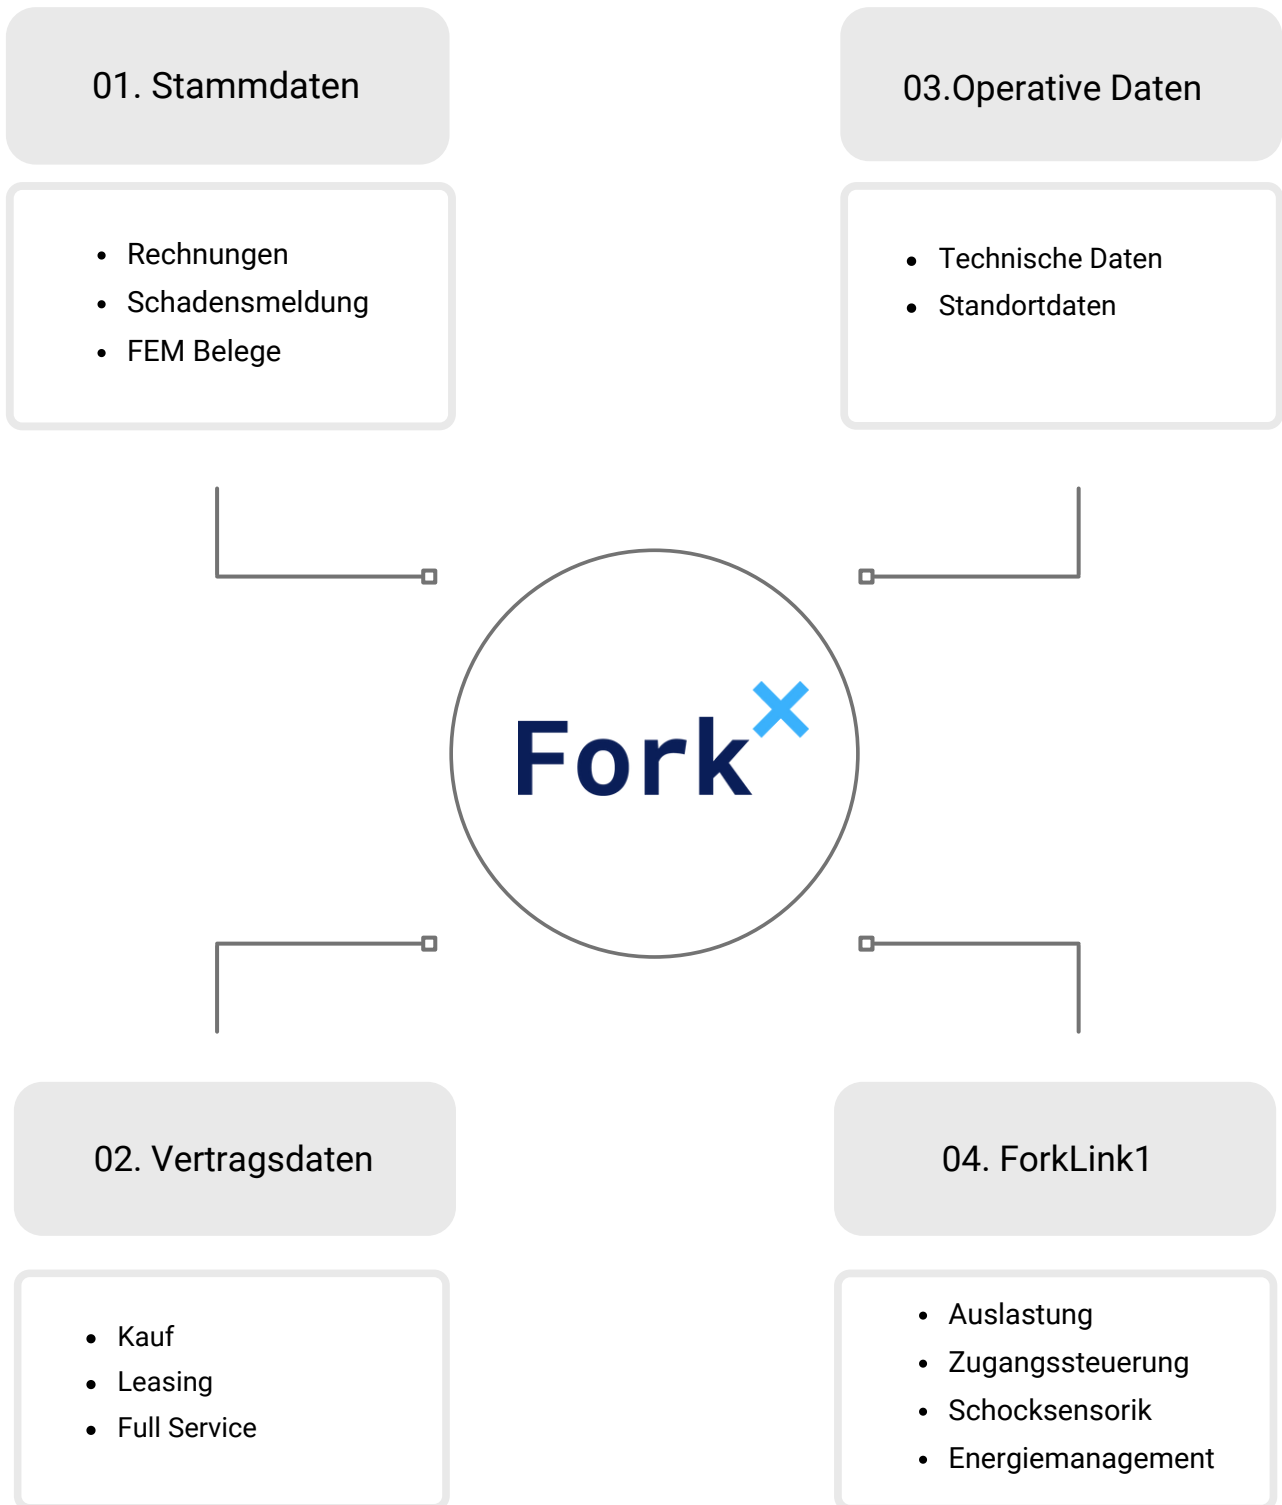 01. Stammdaten
Rechnungen
Schadensmeldung
FEM Belege
03.Operative Daten
Technische Daten
Standortdaten
Fork×
02. Vertragsdaten
Kauf
Leasing
Full Service
04. ForkLink1
Auslastung
Zugangssteuerung
Schocksensorik
Energiemanagement